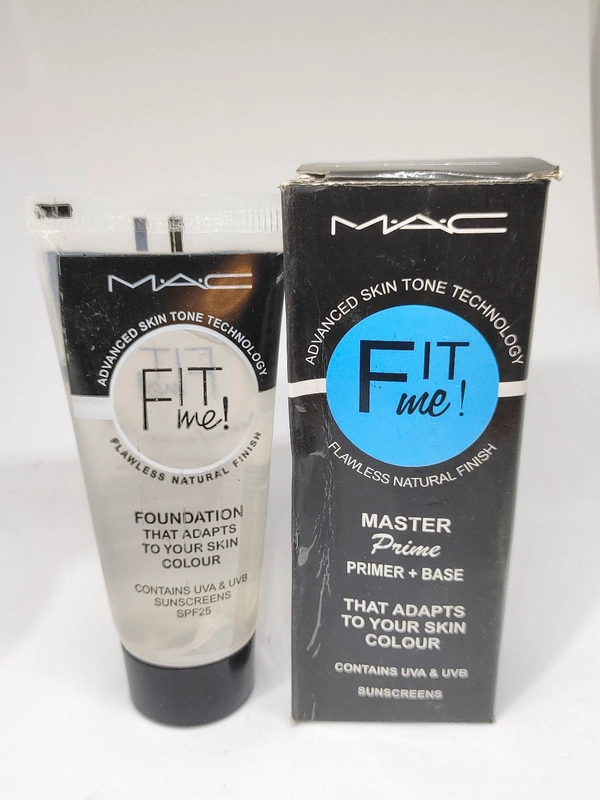 M·A·C
ADVANCED SKIN TONE TECHNOLOGY
FIT
me!
FLAWLESS NATURAL FINISH
FOUNDATION
THAT ADAPTS
TO YOUR SKIN
COLOUR
CONTAINS UVA & UVB
SUNSCREENS
SPF25
M·A·C
ADVANCED SKIN TONE TECHNOLOGY
FIT
me!
FLAWLESS NATURAL FINISH
MASTER
Prime
PRIMER + BASE
THAT ADAPTS
TO YOUR SKIN
COLOUR
CONTAINS UVA & UVB
SUNSCREENS